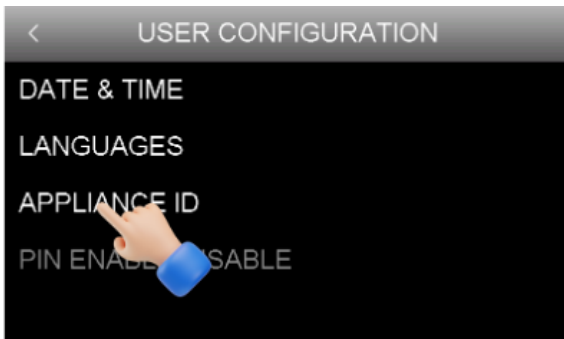 < USER CONFIGURATION
DATE & TIME
LANGUAGES
APPLIANCE ID
PIN